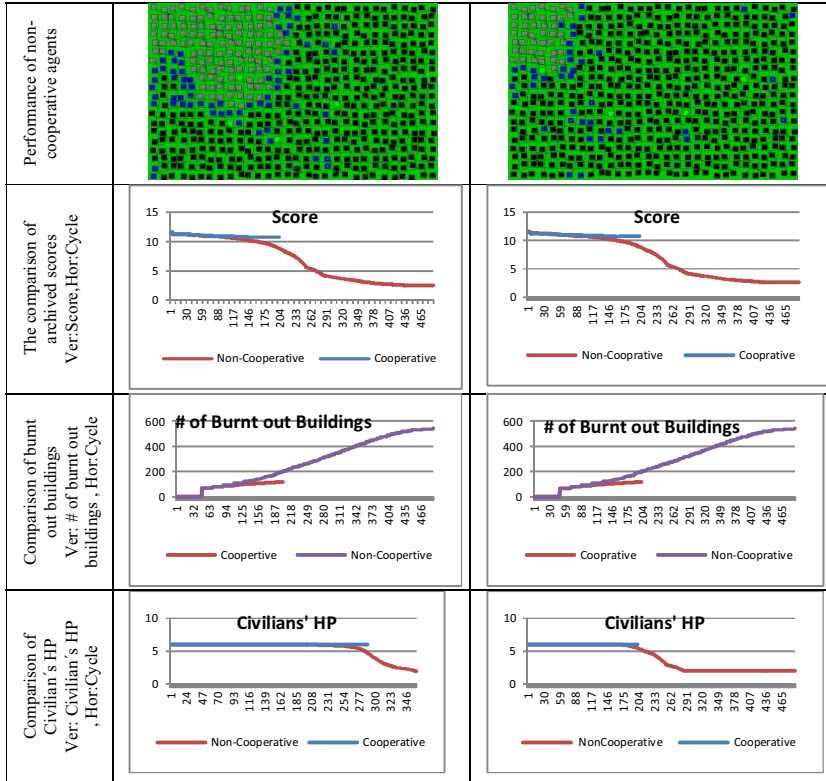 Performance of non-
cooperative agents
The comparison of
archived scores
Ver:Score,Hor:Cycle
Score
15
10
5
0
1 30 59 88 117 146 175 204 233 262 291 320 349 378 407 436 465
Non-Cooperative Cooperative
Score
15
10
5
0
1 30 59 88 117 146 175 204 233 262 291 320 349 378 407 436 465
Non-Cooprative Cooprative
Comparison of burnt
out buildings
Ver: # of burnt out
buildings , Hor:Cycle
# of Burnt out Buildings
600
400
200
0
1 32 63 94 125 156 187 218 249 280 311 342 373 404 435 466
Coopertive Non-Coopertive
# of Burnt out Buildings
600
400
200
0
1 30 59 88 117 146 175 204 233 262 291 320 349 378 407 436 465
Cooprative Non-Cooprative
Comparison of
Civilian´s HP
Ver: Civilian´s HP
, Hor:Cycle
Civilians' HP
10
5
0
1 24 47 70 93 116 139 162 185 208 231 254 277 300 323 346
Non-Cooperative Cooperative
Civilians' HP
10
5
0
1 30 59 88 117 146 175 204 233 262 291 320 349 378 407 436 465
NonCooperative Cooperative